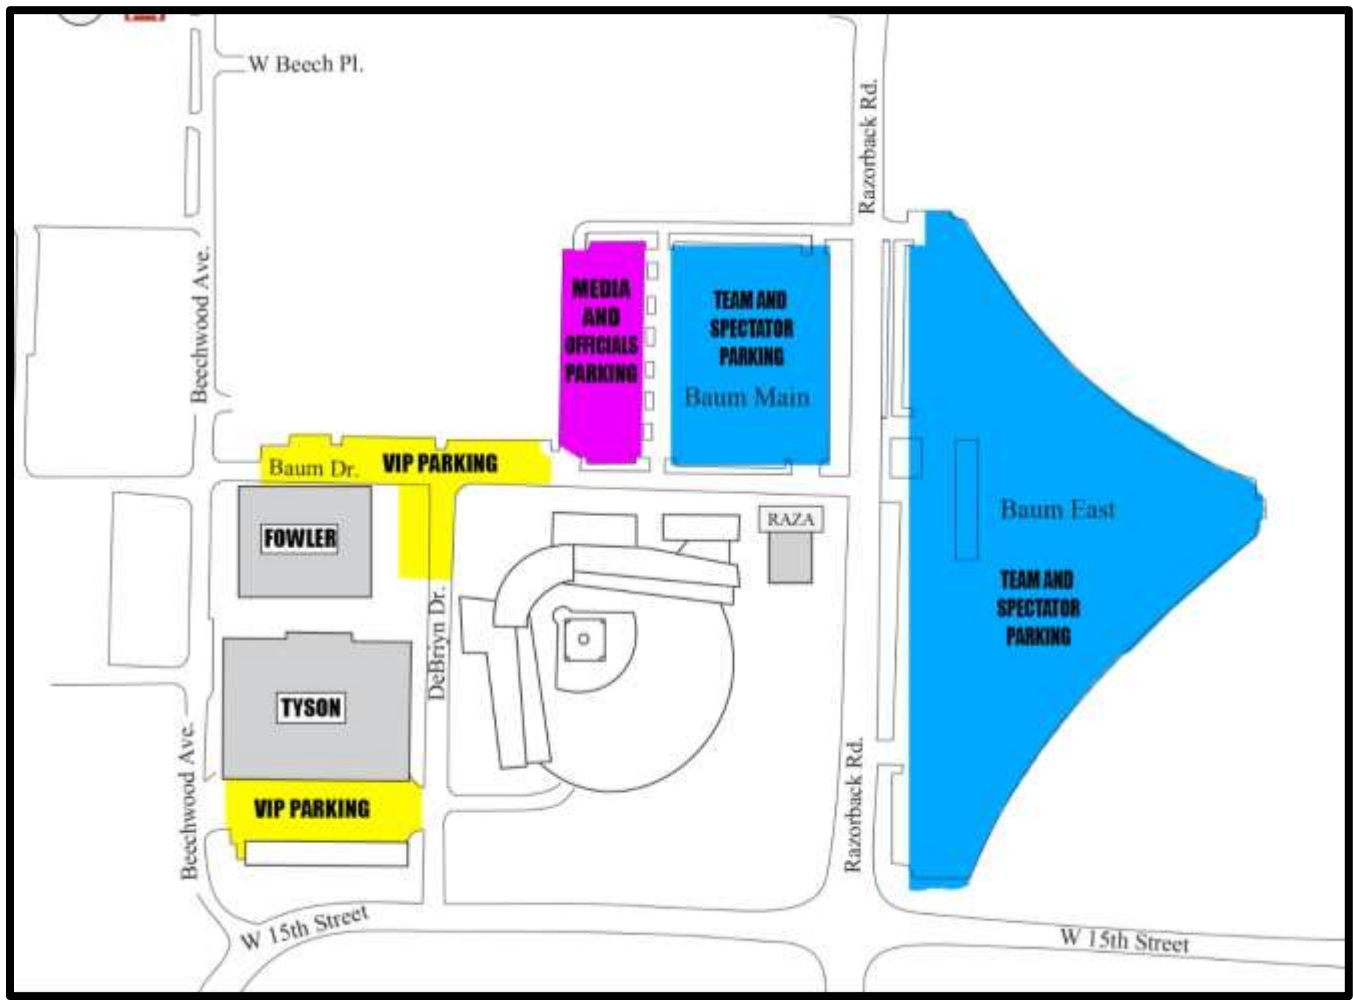 W Beech Pl.
Razorback Rd.
Beechwood Ave.
MEDIA
AND
OFFICIALS
PARKING
TEAM AND
SPECTATOR
PARKING
Baum Main
Baum Dr.
VIP PARKING
FOWLER
RAZA
Baum East
TEAM AND
SPECTATOR
PARKING
DeBriyn Dr.
TYSON
Beechwood Ave.
VIP PARKING
Razorback Rd.
W 15th Street
W 15th Street